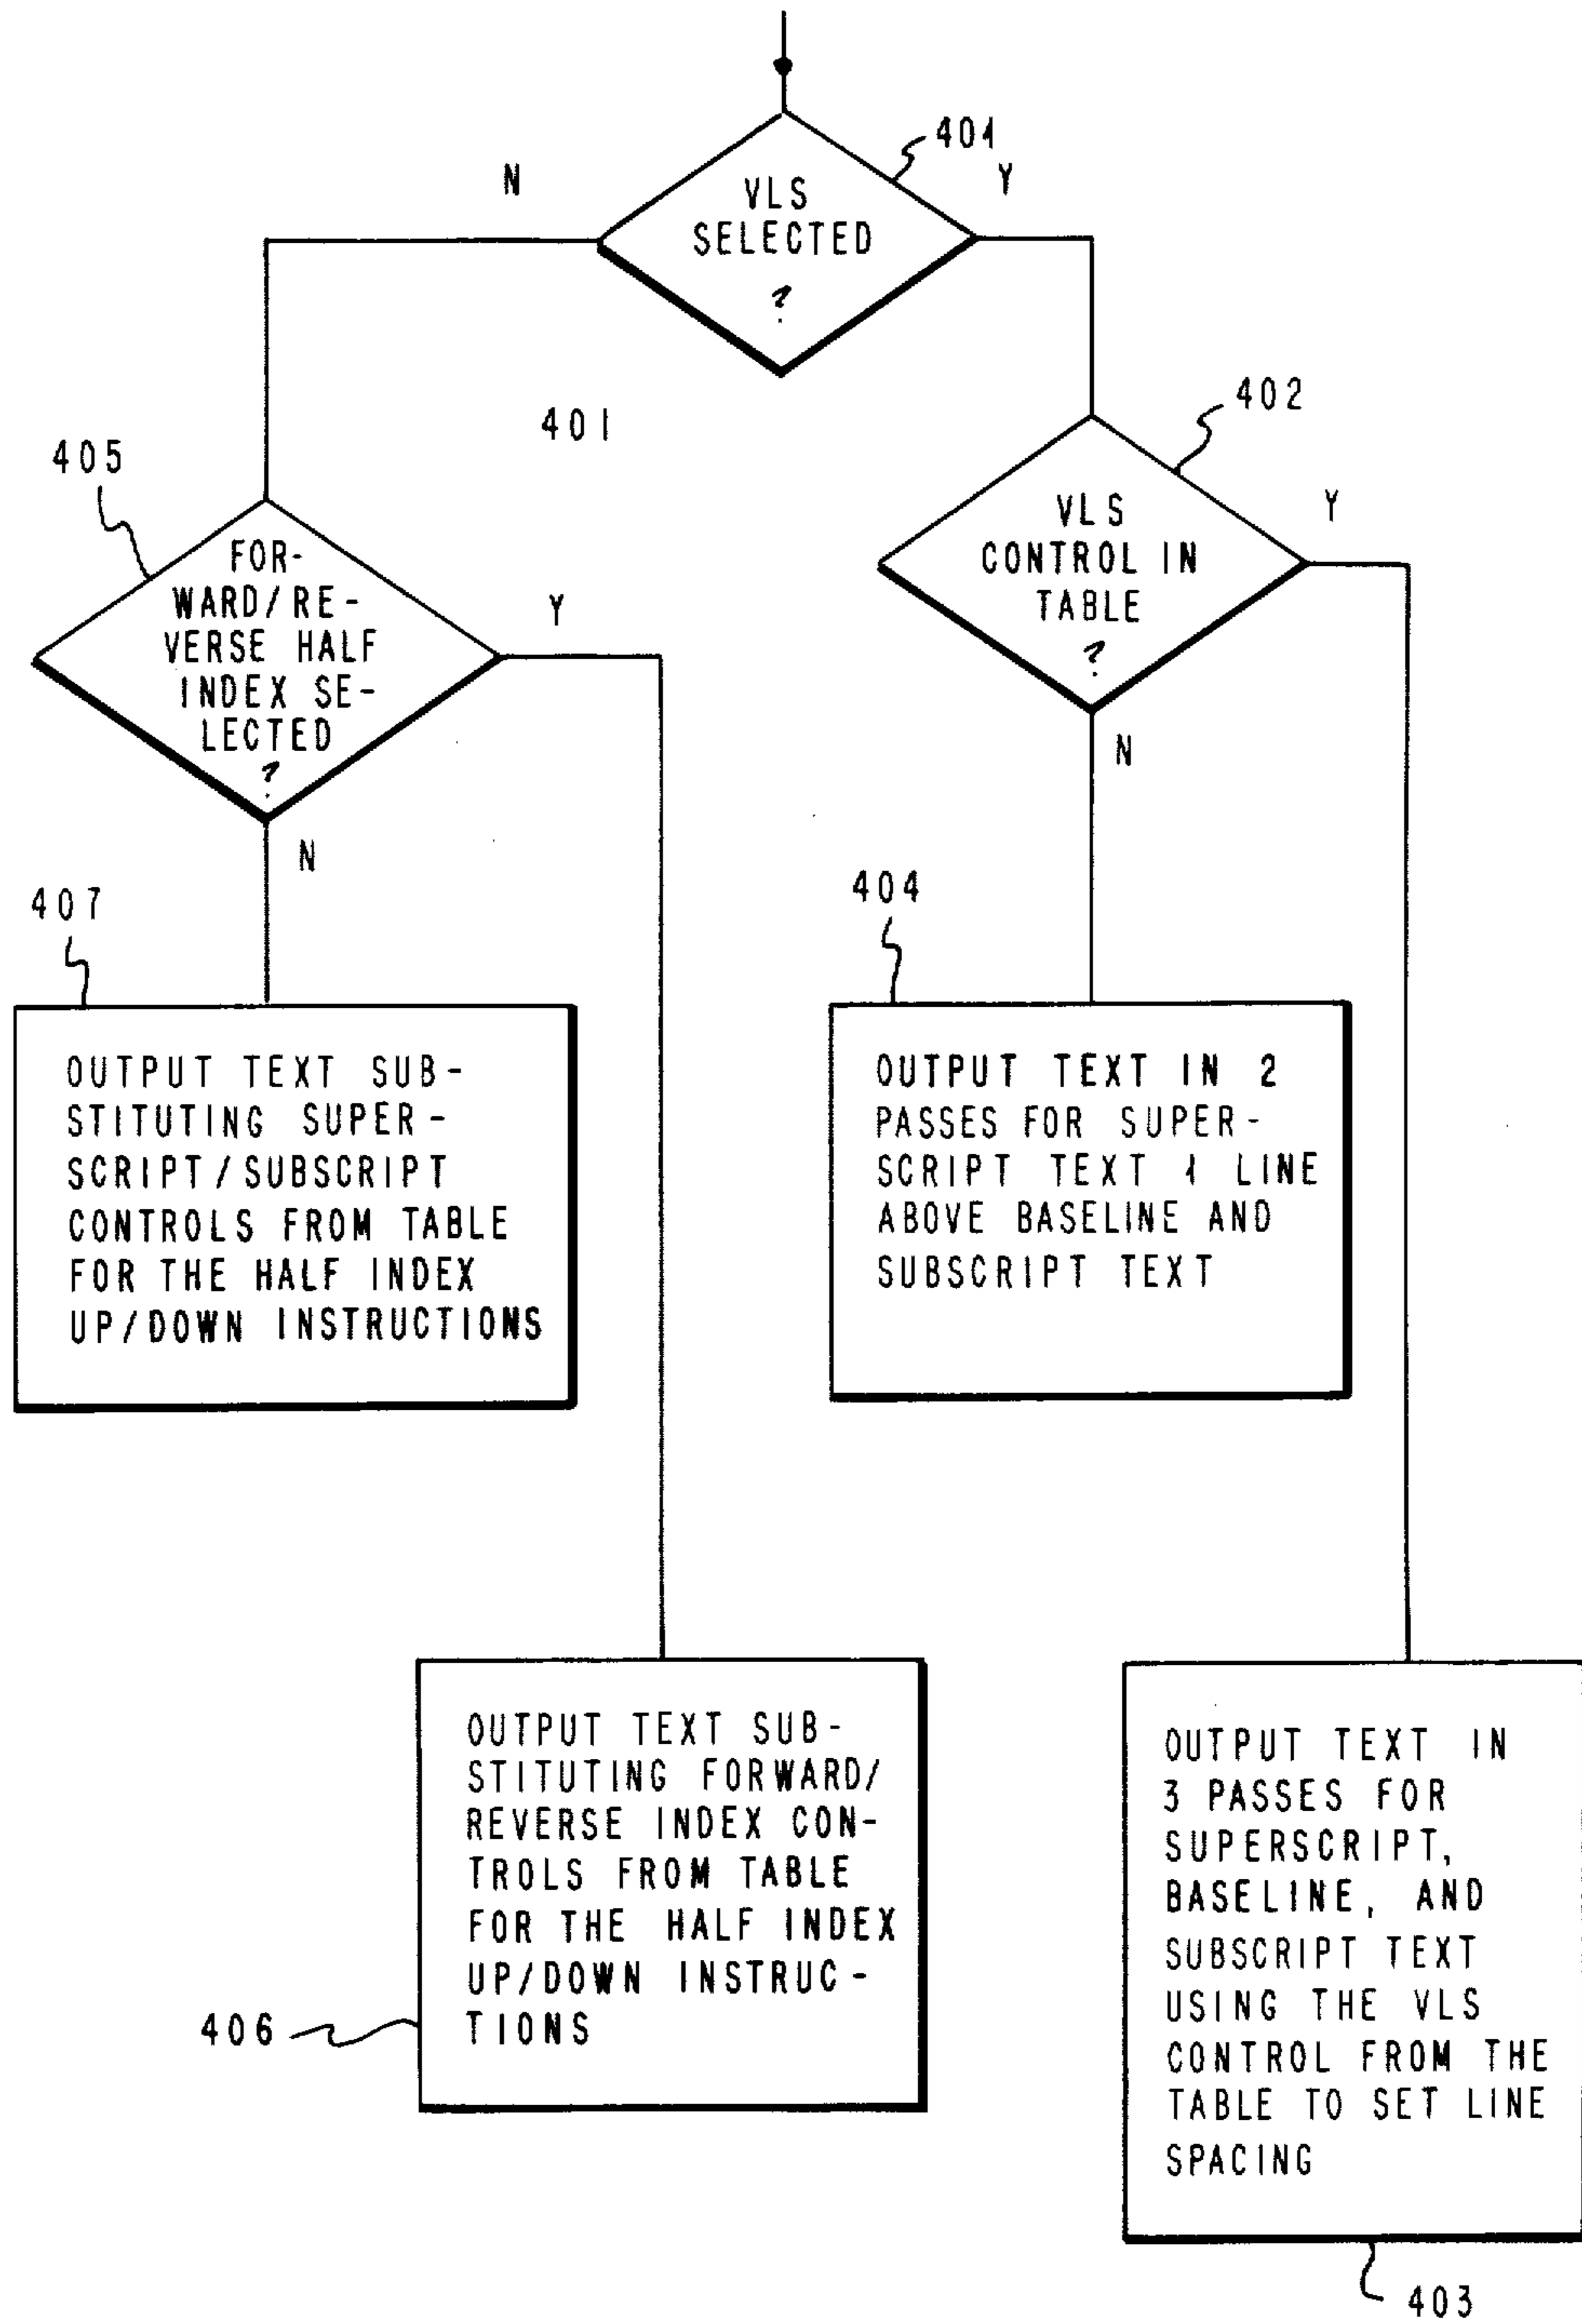 401
N
Y
VLS
SELECTED
?
402
401
405
Y
VLS
CONTROL IN
TABLE
?
FOR-
WARD/RE-
VERSE HALF
INDEX SE-
LECTED
?
Y
N
N
407
404
OUTPUT TEXT SUB-
STITUTING SUPER-
SCRIPT/SUBSCRIPT
CONTROLS FROM TABLE
FOR THE HALF INDEX
UP/DOWN INSTRUCTIONS
OUTPUT TEXT IN 2
PASSES FOR SUPER-
SCRIPT TEXT 1 LINE
ABOVE BASELINE AND
SUBSCRIPT TEXT
OUTPUT TEXT SUB-
STITUTING FORWARD/
REVERSE INDEX CON-
TROLS FROM TABLE
FOR THE HALF INDEX
UP/DOWN INSTRUC-
TIONS
406
OUTPUT TEXT IN
3 PASSES FOR
SUPERSCRIPT,
BASELINE, AND
SUBSCRIPT TEXT
USING THE VLS
CONTROL FROM THE
TABLE TO SET LINE
SPACING
403